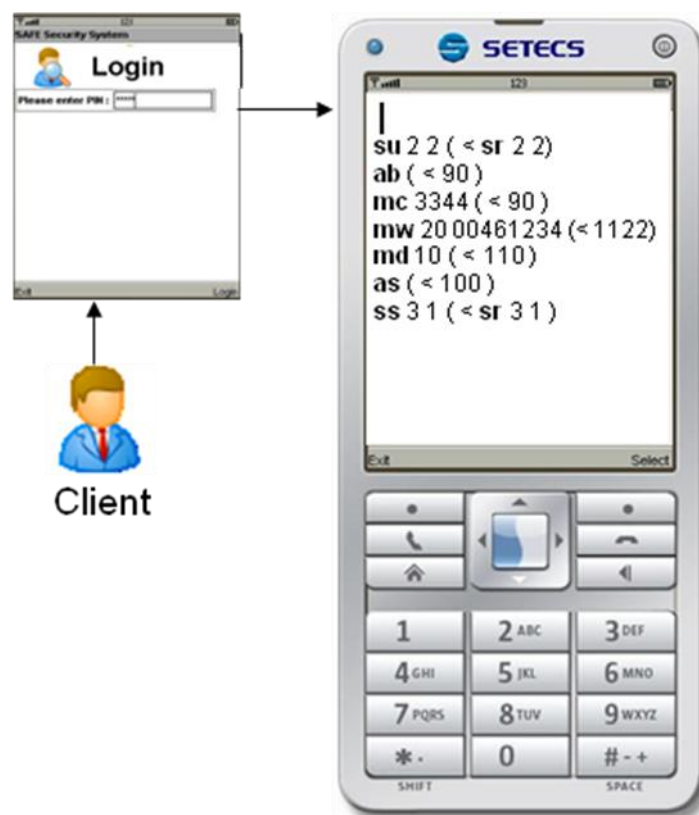 123
SAFE Security System
Login
Please enter PIN : *****
Exit Login
Client
SETECS
123
su 2 2 ( < sr 2 2)
ab ( < 90 )
mc 3344 ( < 90 )
mw 20 00461234 (< 1122)
md 10 ( < 110)
as ( < 100 )
ss 3 1 ( < sr 3 1 )
Exit Select
1 2 ABC 3 DEF
4 GHI 5 JKL 6 MNO
7 PQRS 8 TUV 9 WXYZ
* . 0 # - +
SHIFT SPACE